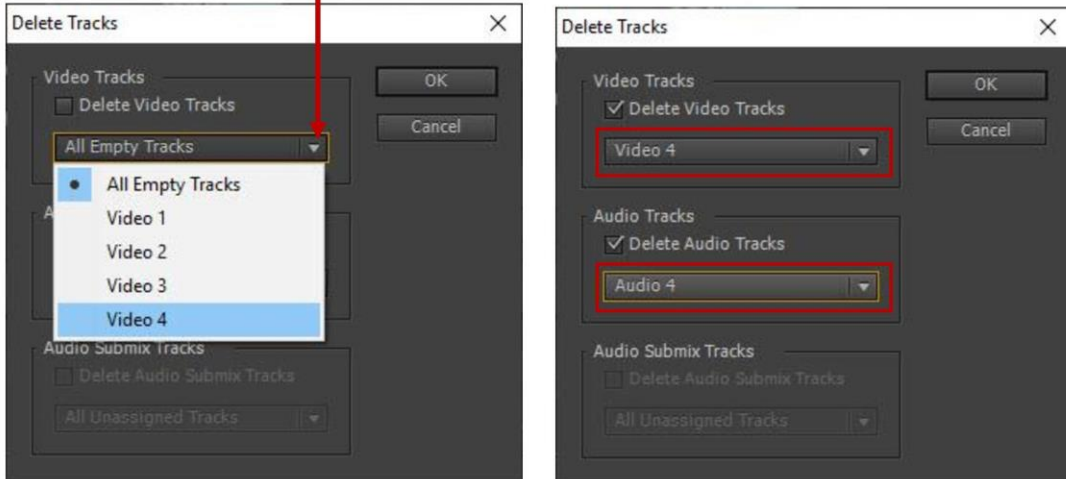 Delete Tracks
Video Tracks
OK
Delete Video Tracks
Cancel
All Empty Tracks
All Empty Tracks
Video 1
A
Video 2
Video 3
Video 4
Audio Submix Tracks
Delete Audio Submix Tracks
All Unassigned Tracks
Delete Tracks
Video Tracks
OK
Delete Video Tracks
Cancel
Video 4
Audio Tracks
Delete Audio Tracks
Audio 4
Audio Submix Tracks
Delete Audio Submix Tracks
All Unassigned Tracks